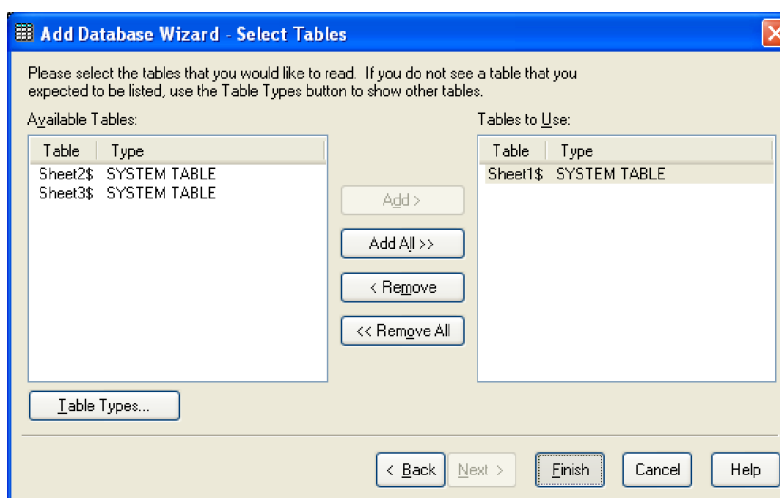 Add Database Wizard - Select Tables
Please select the tables that you would like to read. If you do not see a table that you
expected to be listed, use the Table Types button to show other tables.
Available Tables:
Table Type
Sheet2$ SYSTEM TABLE
Sheet3$ SYSTEM TABLE
Add >
Add All >>
< Remove
<< Remove All
Tables to Use:
Table Type
Sheet1$ SYSTEM TABLE
Table Types...
< Back
Next >
Finish
Cancel
Help